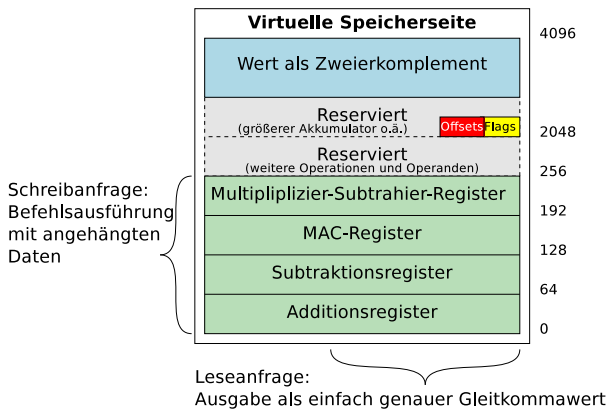 Virtuelle Speicherseite
4096
Wert als Zweierkomplement
Reserviert
(größerer Akkumulator o.ä.)
Offsets Flags
2048
Reserviert
(weitere Operationen und Operanden)
256
Multipliplizier-Subtrahier-Register
192
MAC-Register
128
Subtraktionsregister
64
Additionsregister
0
Schreibanfrage:
Befehlsausführung
mit angehängten
Daten
Leseanfrage:
Ausgabe als einfach genauer Gleitkommawert